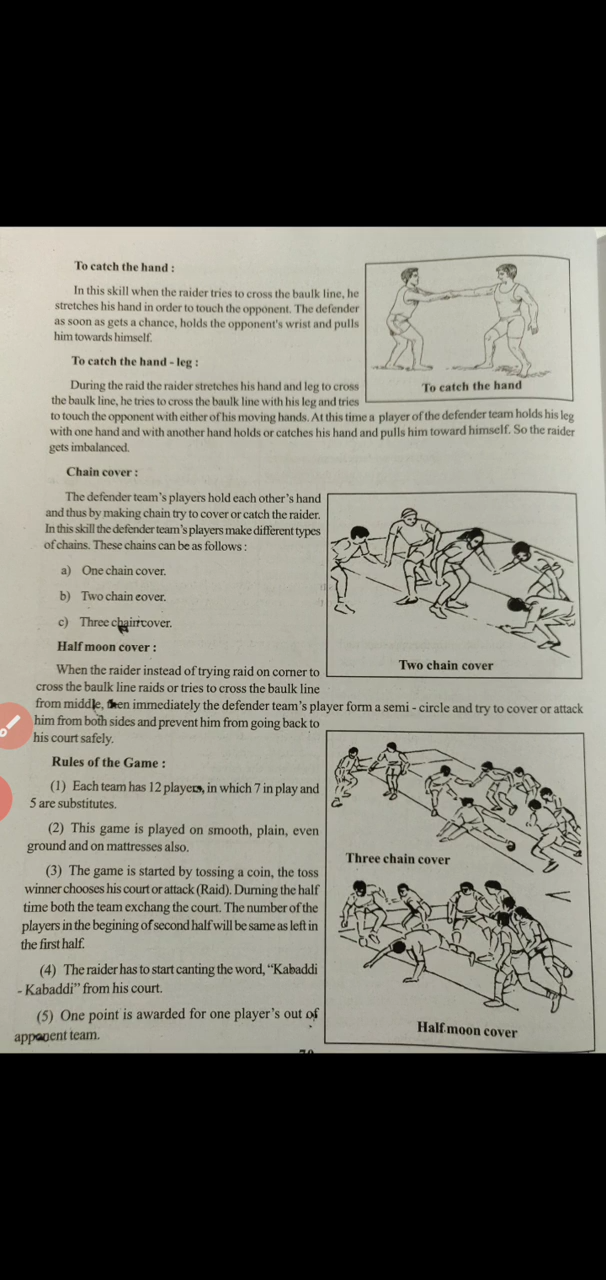 To catch the hand :
In this skill when the raider tries to cross the baulk line, he
stretches his hand in order to touch the opponent. The defender
as soon as gets a chance, holds the opponent's wrist and pulls
him towards himself.
To catch the hand
To catch the hand - leg :
During the raid the raider stretches his hand and leg to cross
the baulk line, he tries to cross the baulk line with his leg and tries
to touch the opponent with either of his moving hands. At this time a player of the defender team holds his leg
with one hand and with another hand holds or catches his hand and pulls him toward himself. So the raider
gets imbalanced.
Chain cover :
The defender team's players hold each other's hand
and thus by making chain try to cover or catch the raider.
In this skill the defender team's players make different types
of chains. These chains can be as follows :
a) One chain cover.
b) Two chain cover.
c) Three chain cover.
Two chain cover
Half moon cover :
When the raider instead of trying raid on corner to
cross the baulk line raids or tries to cross the baulk line
from middle, then immediately the defender team's player form a semi - circle and try to cover or attack
him from both sides and prevent him from going back to
his court safely.
Rules of the Game :
(1) Each team has 12 players, in which 7 in play and
5 are substitutes.
(2) This game is played on smooth, plain, even
ground and on mattresses also.
(3) The game is started by tossing a coin, the toss
winner chooses his court or attack (Raid). Durning the half
time both the team exchang the court. The number of the
players in the begining of second half will be same as left in
the first half.
(4) The raider has to start canting the word, "Kabaddi
- Kabaddi" from his court.
(5) One point is awarded for one player's out of
apponent team.
Three chain cover
Half moon cover